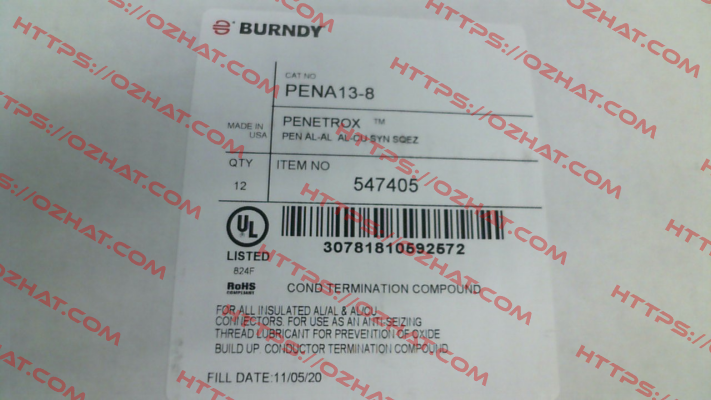 BURNDY
CAT NO
PENA13-8
MADE IN
USA
PENETROX ™
PEN AL-AL AL-CU SYN SQEZ
QTY
12
ITEM NO
547405
UL
LISTED
824F
RoHS
COMPLIANT
30781810592572
COND TERMINATION COMPOUND
FOR ALL INSULATED AL/AL & AL/CU
CONNECTORS. FOR USE AS AN ANTI SEIZING
THREAD LUBRICANT FOR PREVENTION OF OXIDE
BUILD UP. CONDUCTOR TERMINATION COMPOUND
FILL DATE:11/05/20
HTTPS://OZHAT.COM